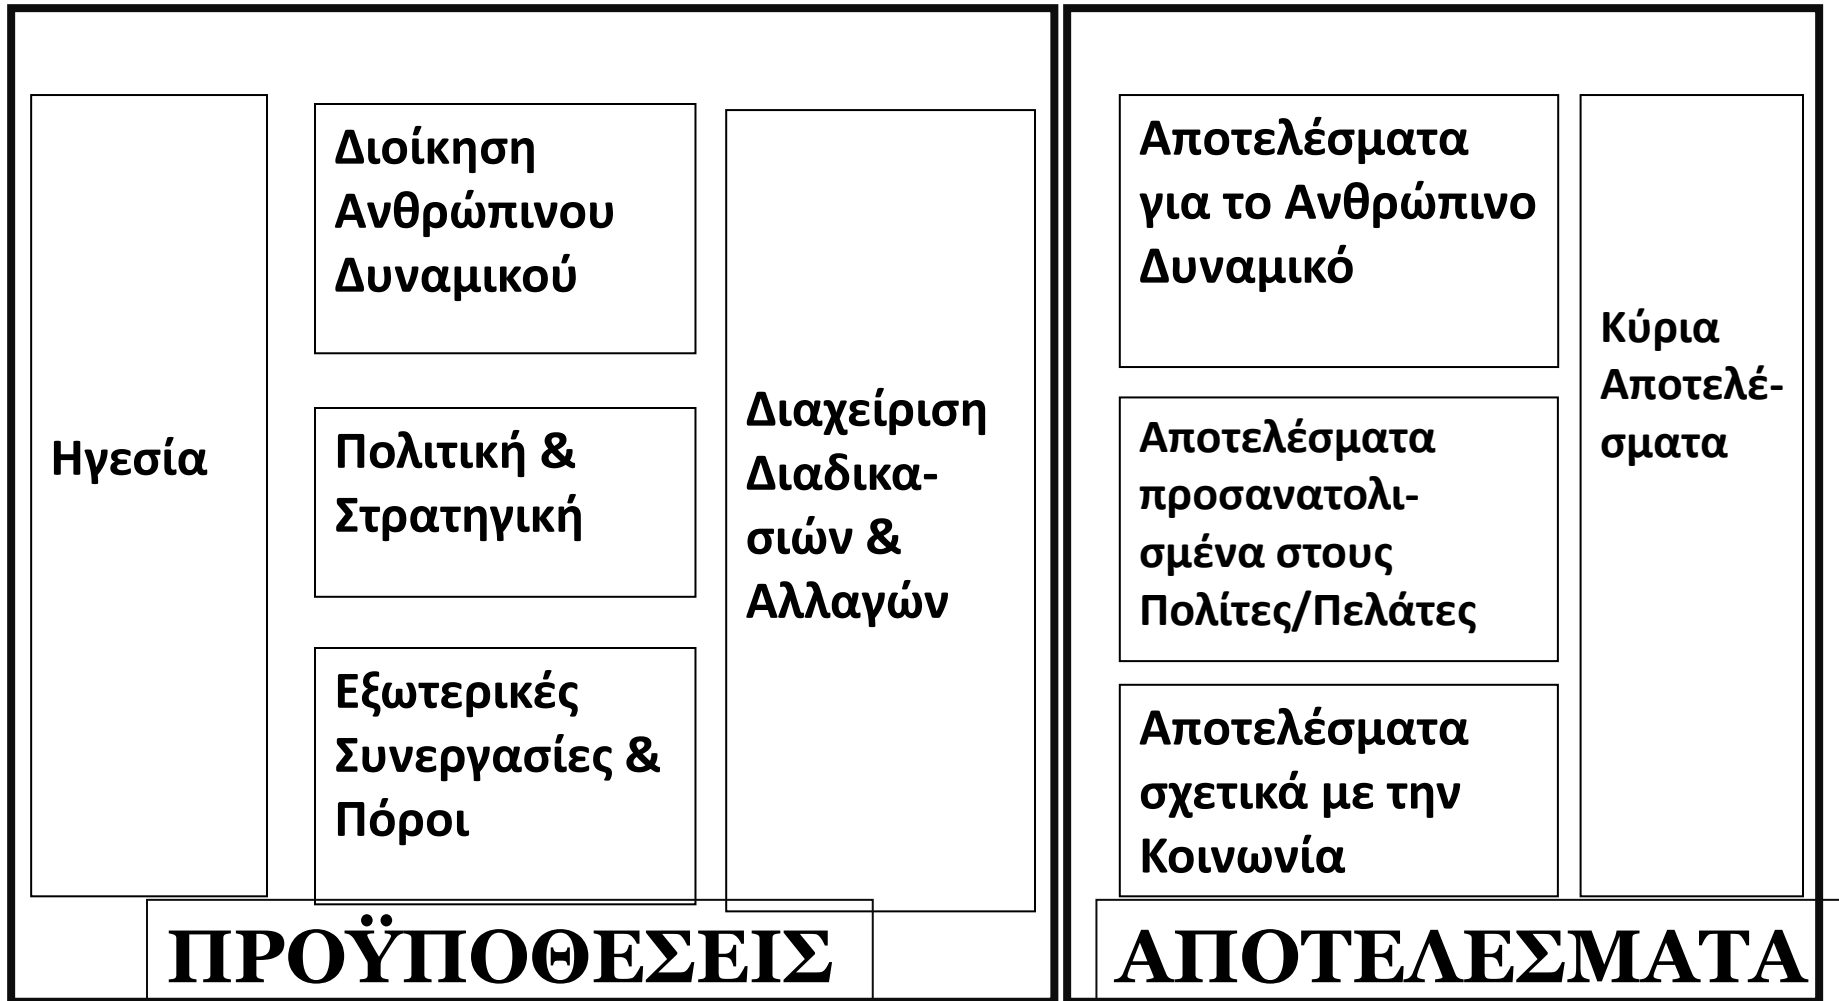 Ηγεσία
Διοίκηση
Ανθρώπινου
Δυναμικού
Πολιτική &
Στρατηγική
Εξωτερικές
Συνεργασίες &
Πόροι
Διαχείριση
Διαδικα-
σιών &
Αλλαγών
ΠΡΟΫΠΟΘΕΣΕΙΣ
Αποτελέσματα
για το Ανθρώπινο
Δυναμικό
Αποτελέσματα
προσανατολι-
σμένα στους
Πολίτες/Πελάτες
Αποτελέσματα
σχετικά με την
Κοινωνία
Κύρια
Αποτελέ-
σματα
ΑΠΟΤΕΛΕΣΜΑΤΑ